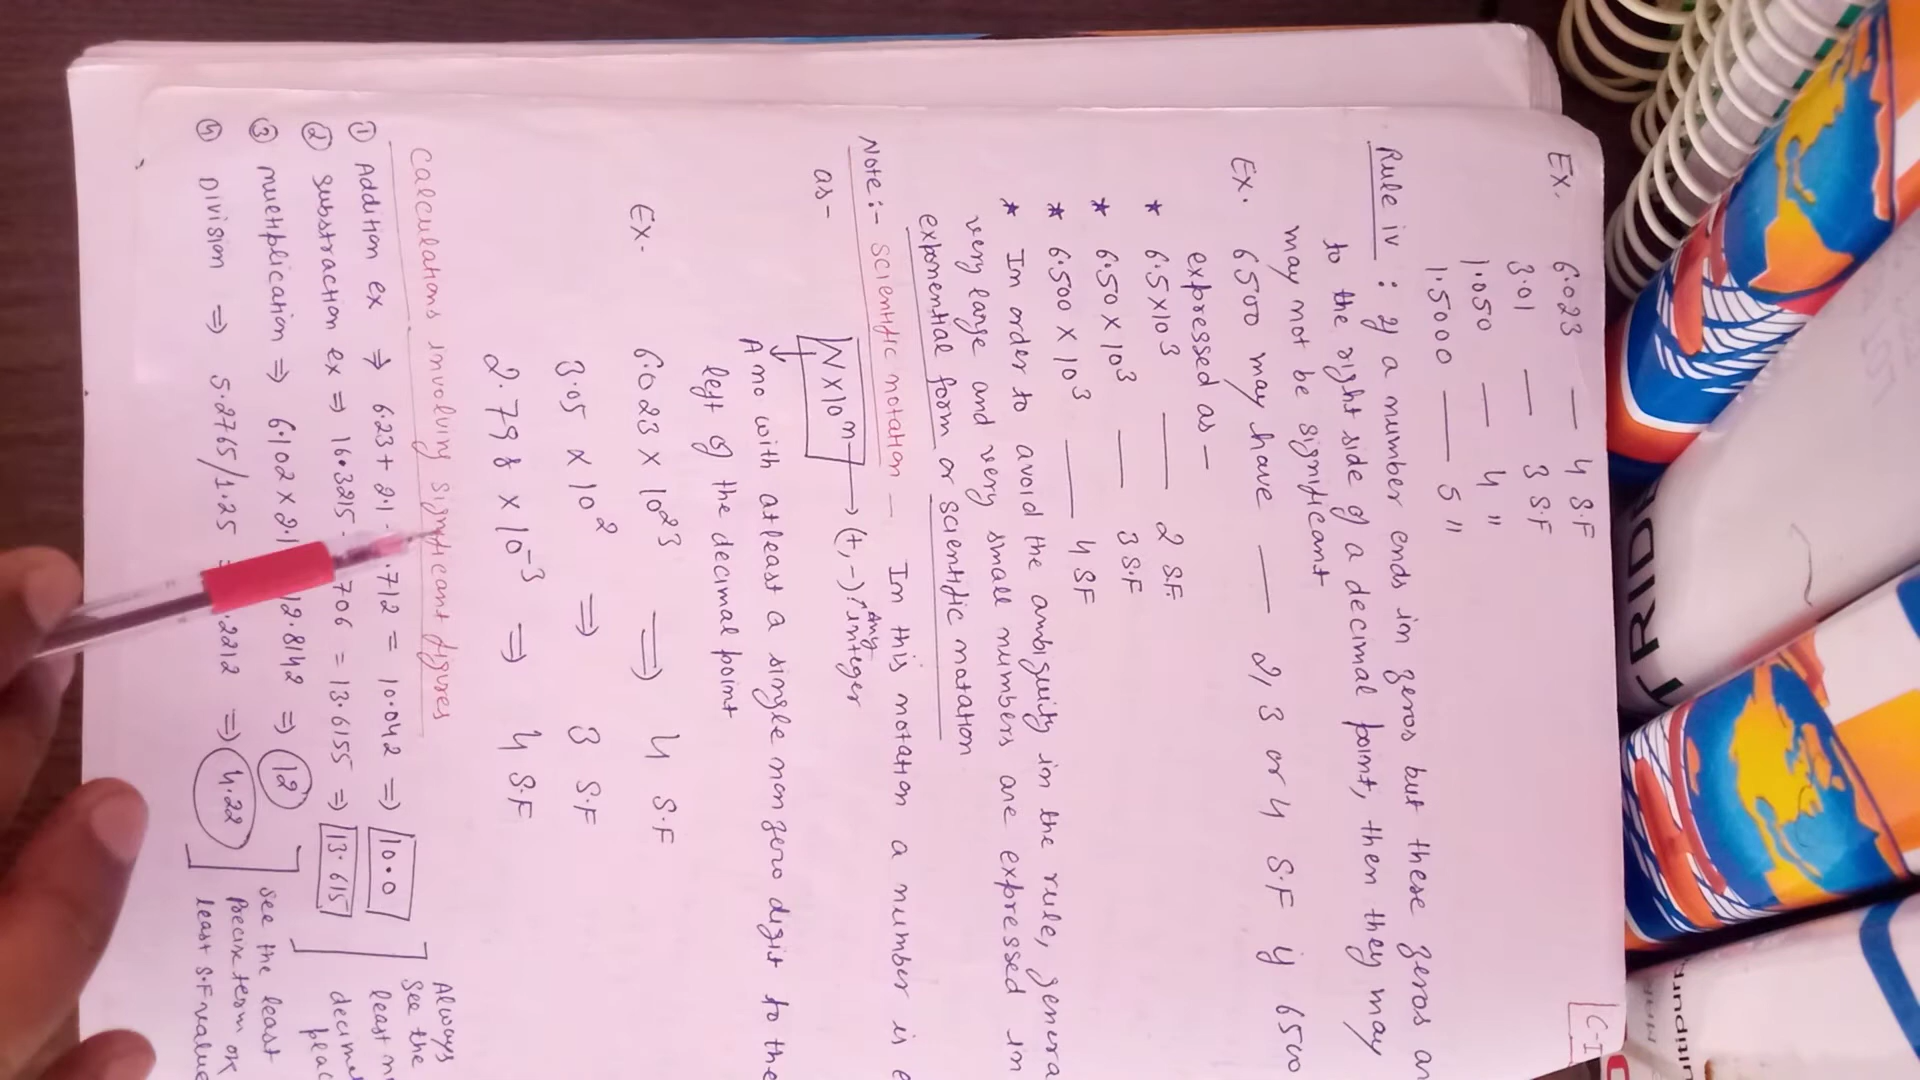 C-I
Ex. 6.023 — 4 S.F
3.01 — 3 S.F
1.050 — 4 "
1.5000 — 5 "
Rule iv : If a number ends in zeros but these zeros ar
to the right side of a decimal point, then they may
may not be significant
Ex. 6500 may have — 2, 3 or 4 S.F if 6500
expressed as -
* 6.5x10³ — 2 S.F.
* 6.50 x 10³ — 3 S.F
* 6.500 x 10³ — 4 SF
* In order to avoid the ambiguity in the rule, genera
very large and very small numbers are expressed in
exponential form or scientific notation
Note :- scientific notation - In this notation a number is e
as -
N x 10ⁿ → (+, -) Any integer
A no with atleast a single non zero digit to the
left of the decimal point
Ex. 6.023 x 10²³ ⇒ 4 S.F
3.05 x 10² ⇒ 3 S.F
2.798 x 10⁻³ ⇒ 4 S.F
Calculations involving significant figures
① Addition ex ⇒ 6.23 + 2.1 .712 = 10.042 ⇒ 10.0
② substraction ex ⇒ 16.3215 - .706 = 13.6155 ⇒ 13.615
Always
see the
least n
decimal
plac
③ multiplication ⇒ 6.102 x 2.1 12.8142 ⇒ 12
④ Division ⇒ 5.2765/1.25 .2212 ⇒ 4.22
see the least
precise term or
least S.F value
TRID